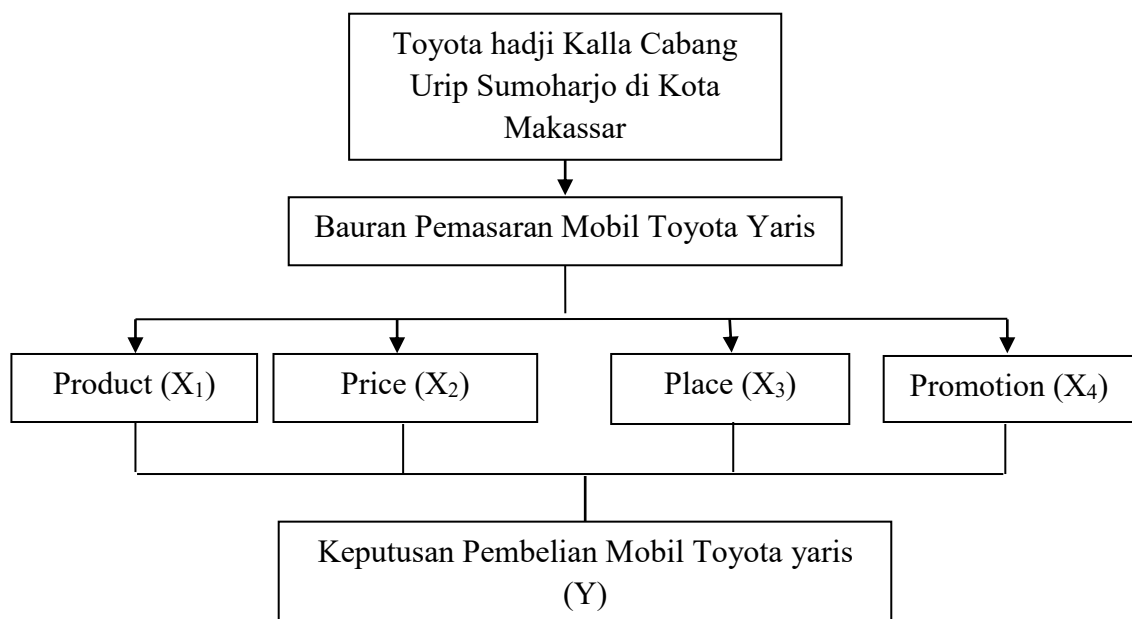 Toyota hadji Kalla Cabang
Urip Sumoharjo di Kota
Makassar
Bauran Pemasaran Mobil Toyota Yaris
Product (X₁)
Price (X₂)
Place (X₃)
Promotion (X₄)
Keputusan Pembelian Mobil Toyota yaris
(Y)